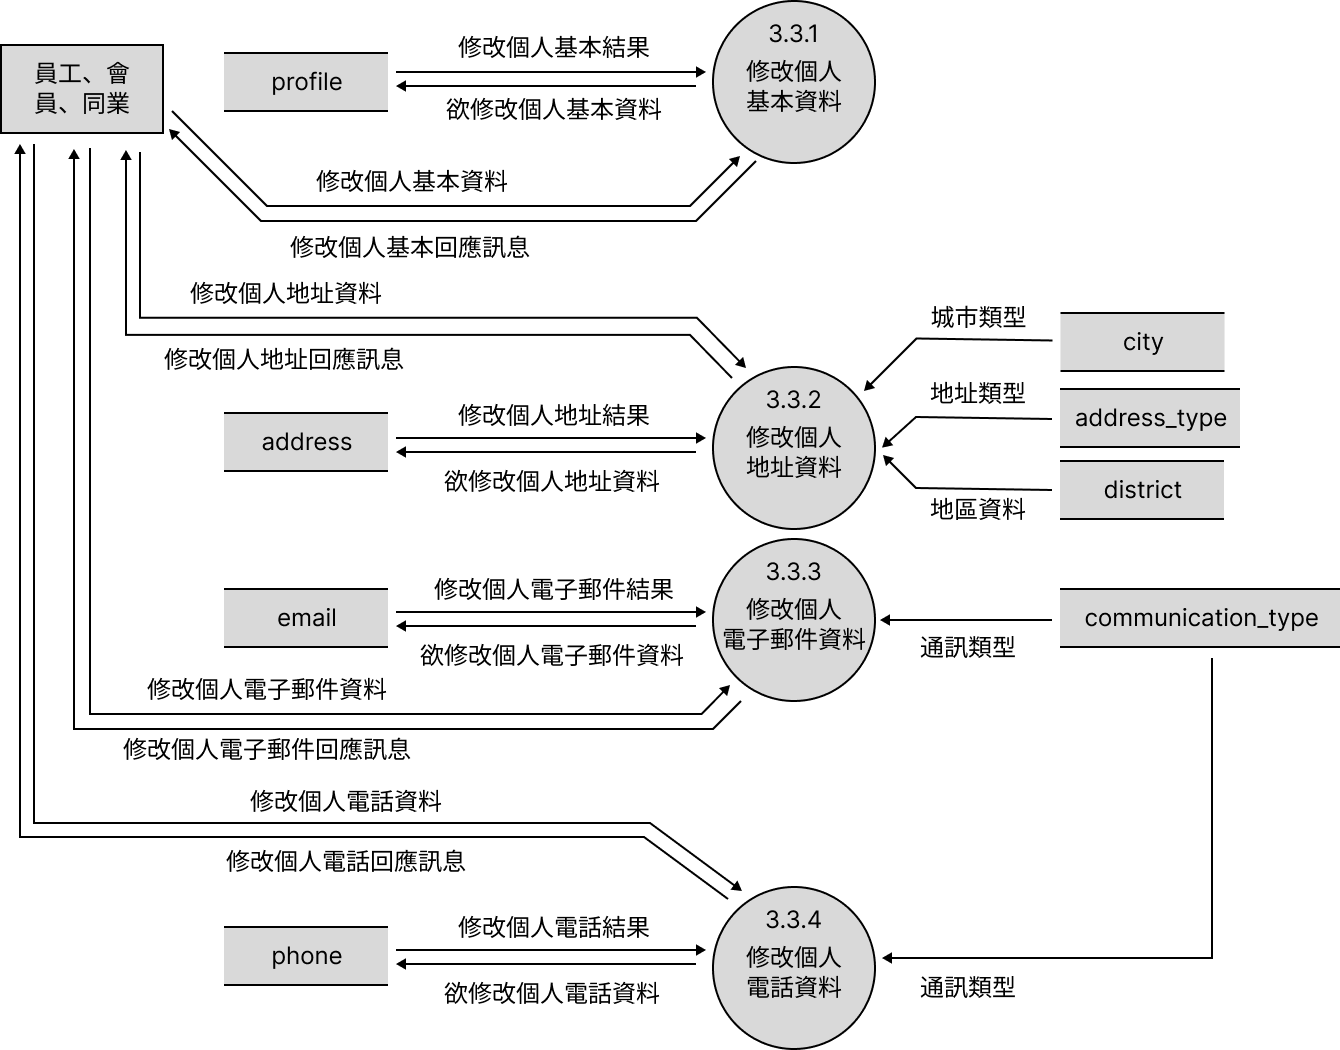 員工、會
員、同業
profile
修改個人基本結果
欲修改個人基本資料
3.3.1
修改個人
基本資料
修改個人基本資料
修改個人基本回應訊息
修改個人地址資料
修改個人地址回應訊息
城市類型
city
地址類型
address_type
地區資料
district
address
修改個人地址結果
欲修改個人地址資料
3.3.2
修改個人
地址資料
email
修改個人電子郵件結果
欲修改個人電子郵件資料
3.3.3
修改個人
電子郵件資料
通訊類型
communication_type
修改個人電子郵件資料
修改個人電子郵件回應訊息
修改個人電話資料
修改個人電話回應訊息
phone
修改個人電話結果
欲修改個人電話資料
3.3.4
修改個人
電話資料
通訊類型